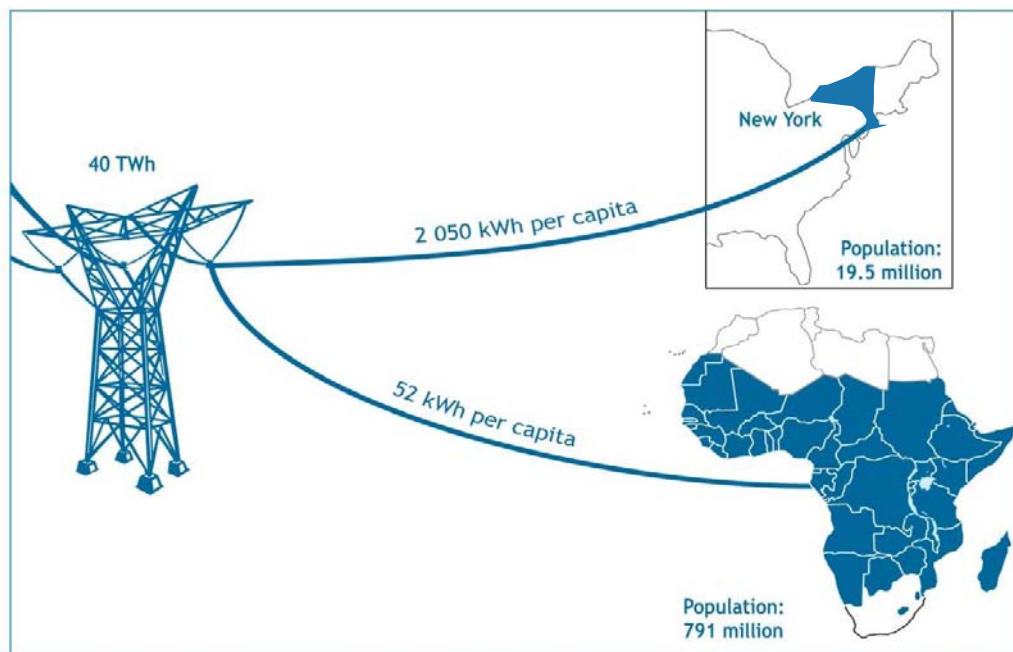 40 TWh
New York
2 050 kWh per capita
Population:
19.5 million
52 kWh per capita
Population:
791 million